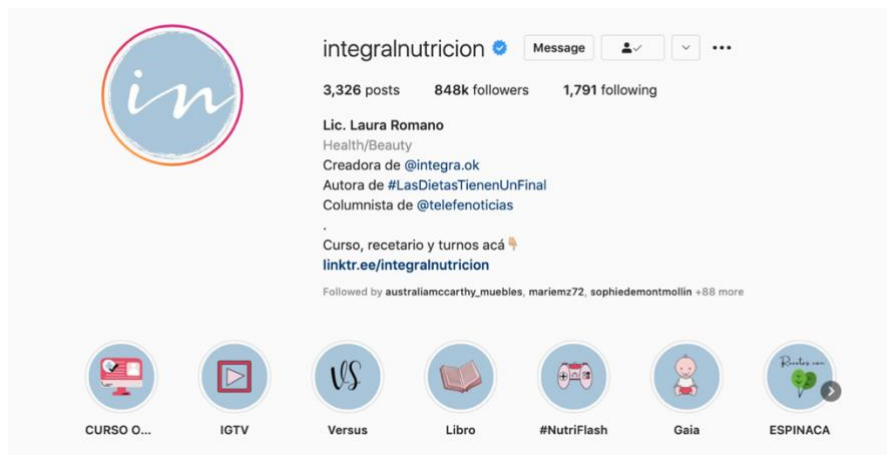 in
integralnutricion
Message
3,326 posts 848k followers 1,791 following
Lic. Laura Romano
Health/Beauty
Creadora de @integra.ok
Autora de #LasDietasTienenUnFinal
Columnista de @telefenoticias
.
Curso, recetario y turnos acá
linktr.ee/integralnutricion
Followed by australiamccarthy_muebles, mariemz72, sophiedemontmollin +88 more
VS
Recetas con
CURSO O... IGTV Versus Libro #NutriFlash Gaia ESPINACA